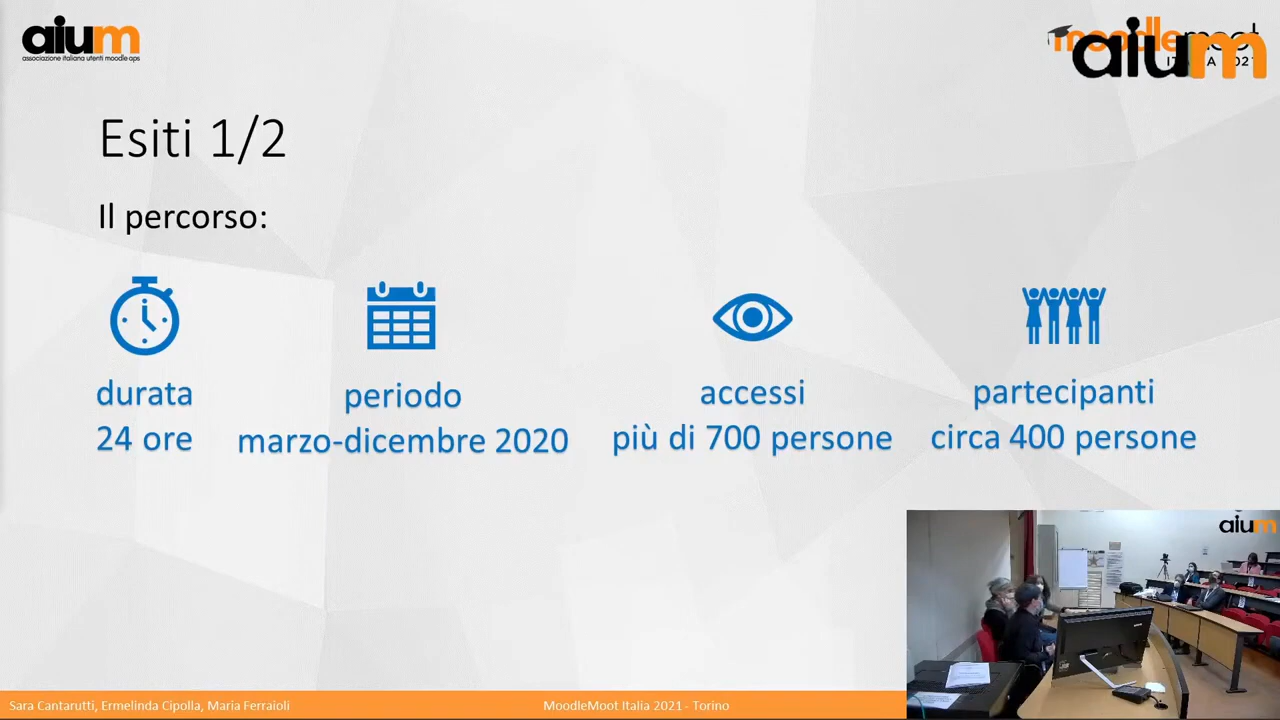 aium
associazione italiana utenti moodle aps
moodlemoot
aium
Esiti 1/2
Il percorso:
durata
24 ore
periodo
marzo-dicembre 2020
accessi
più di 700 persone
partecipanti
circa 400 persone
aium
Sara Cantarutti, Ermelinda Cipolla, Maria Ferraioli
MoodleMoot Italia 2021 - Torino